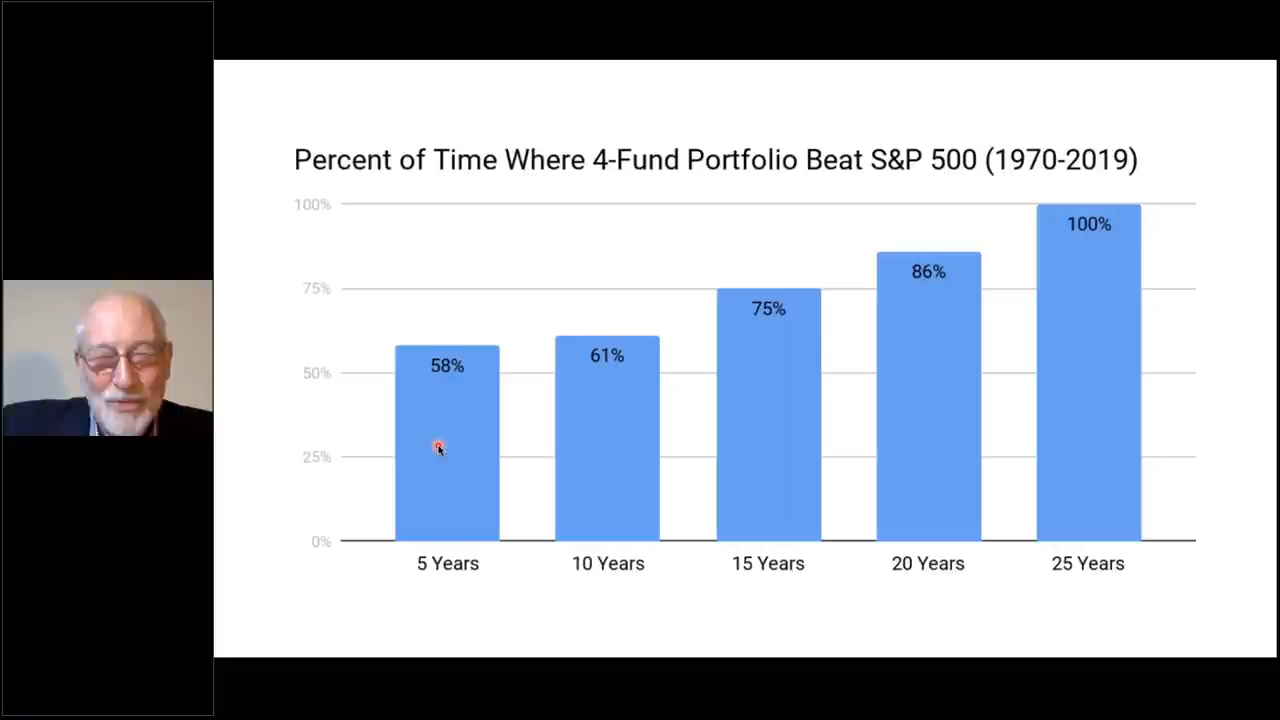 Percent of Time Where 4-Fund Portfolio Beat S&P 500 (1970-2019)
100%
75%
50%
25%
0%
58%
61%
75%
86%
100%
5 Years
10 Years
15 Years
20 Years
25 Years